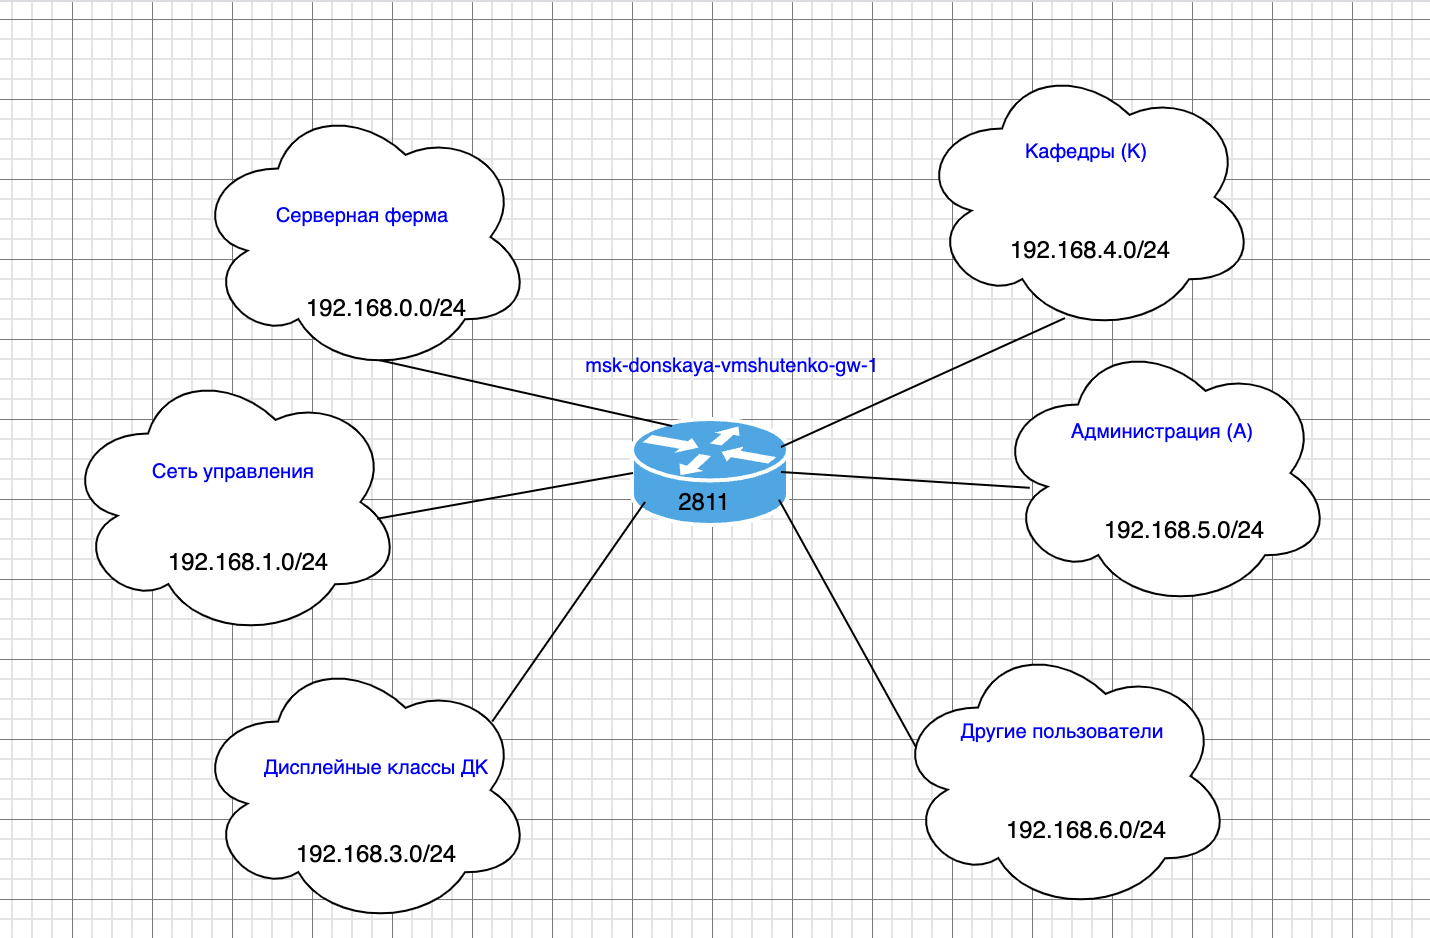 Серверная ферма
192.168.0.0/24
Кафедры (К)
192.168.4.0/24
msk-donskaya-vmshutenko-gw-1
2811
Сеть управления
192.168.1.0/24
Администрация (А)
192.168.5.0/24
Дисплейные классы ДК
192.168.3.0/24
Другие пользователи
192.168.6.0/24